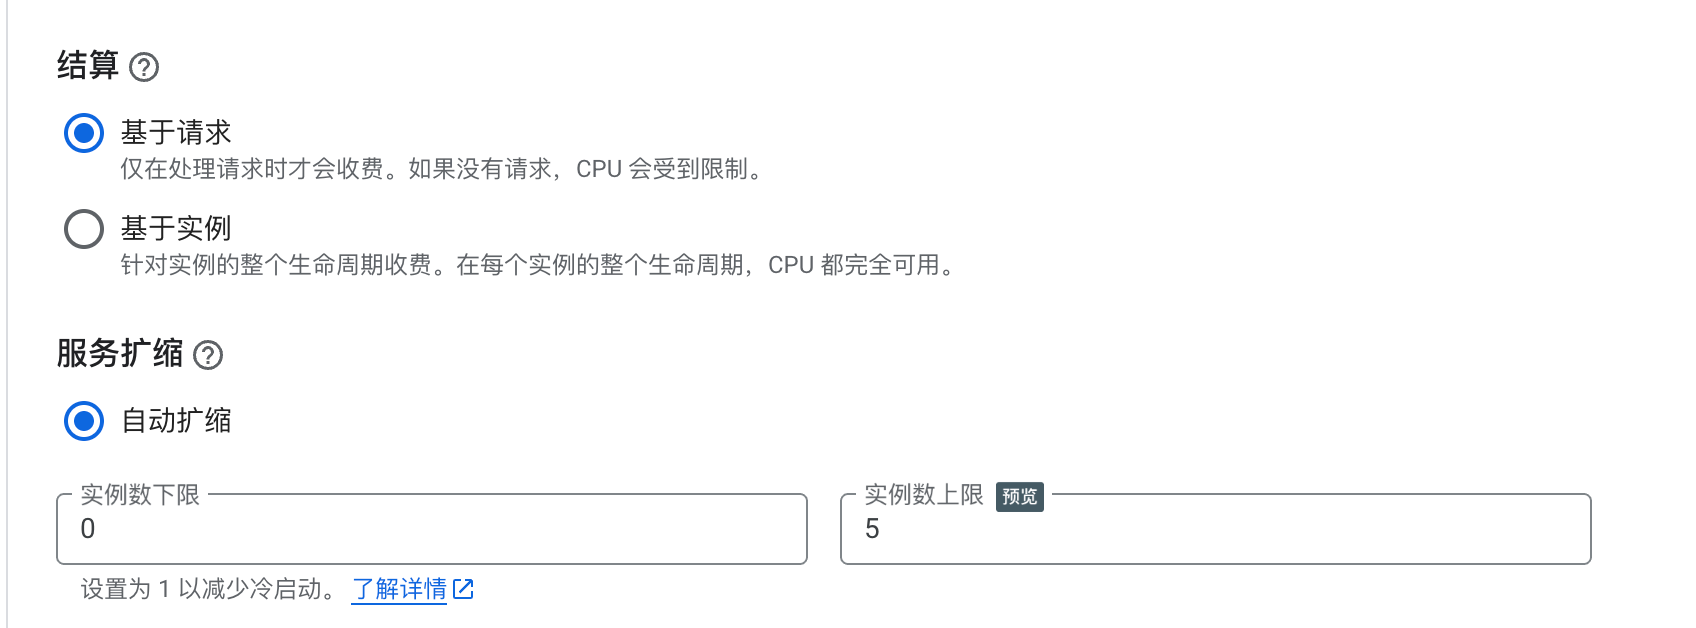 结算
基于请求
仅在处理请求时才会收费。如果没有请求，CPU 会受到限制。
基于实例
针对实例的整个生命周期收费。在每个实例的整个生命周期，CPU 都完全可用。
服务扩缩
自动扩缩
实例数下限
0
设置为 1 以减少冷启动。 了解详情
实例数上限 预览
5